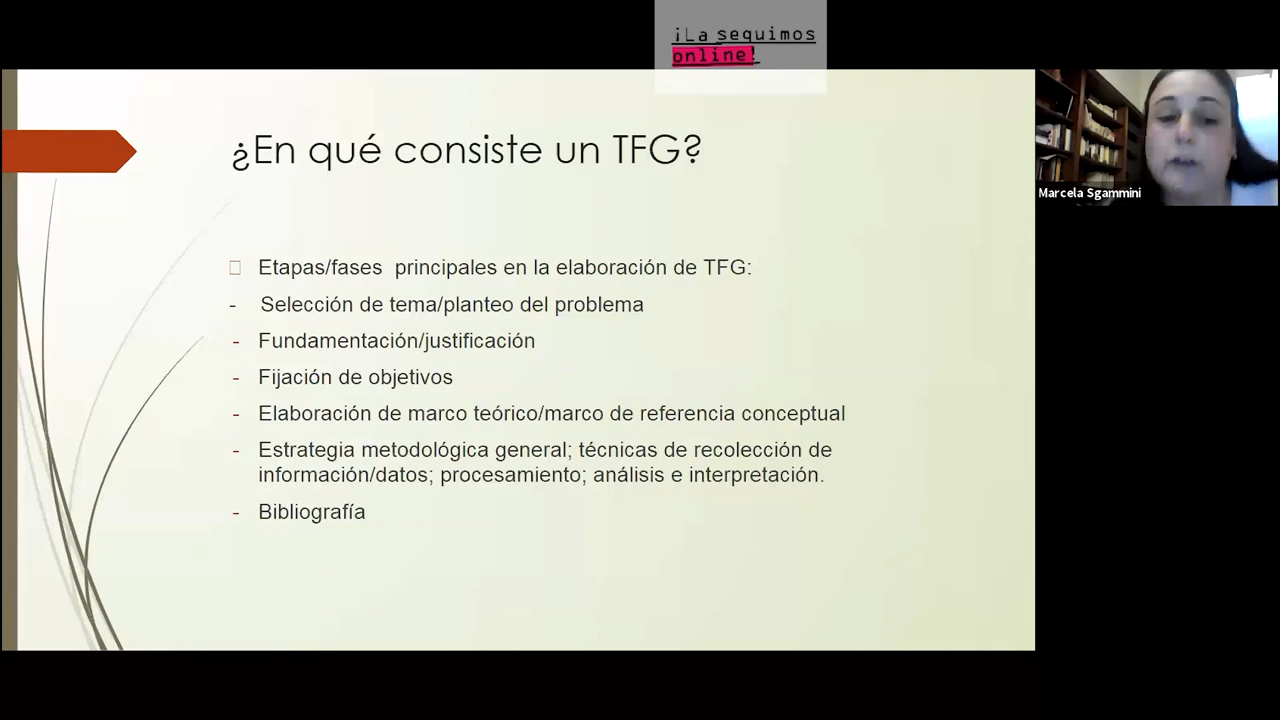 ¡La seguimos
online!
¿En qué consiste un TFG?
Marcela Sgammini
Etapas/fases principales en la elaboración de TFG:
- Selección de tema/planteo del problema
- Fundamentación/justificación
- Fijación de objetivos
- Elaboración de marco teórico/marco de referencia conceptual
- Estrategia metodológica general; técnicas de recolección de
información/datos; procesamiento; análisis e interpretación.
- Bibliografía